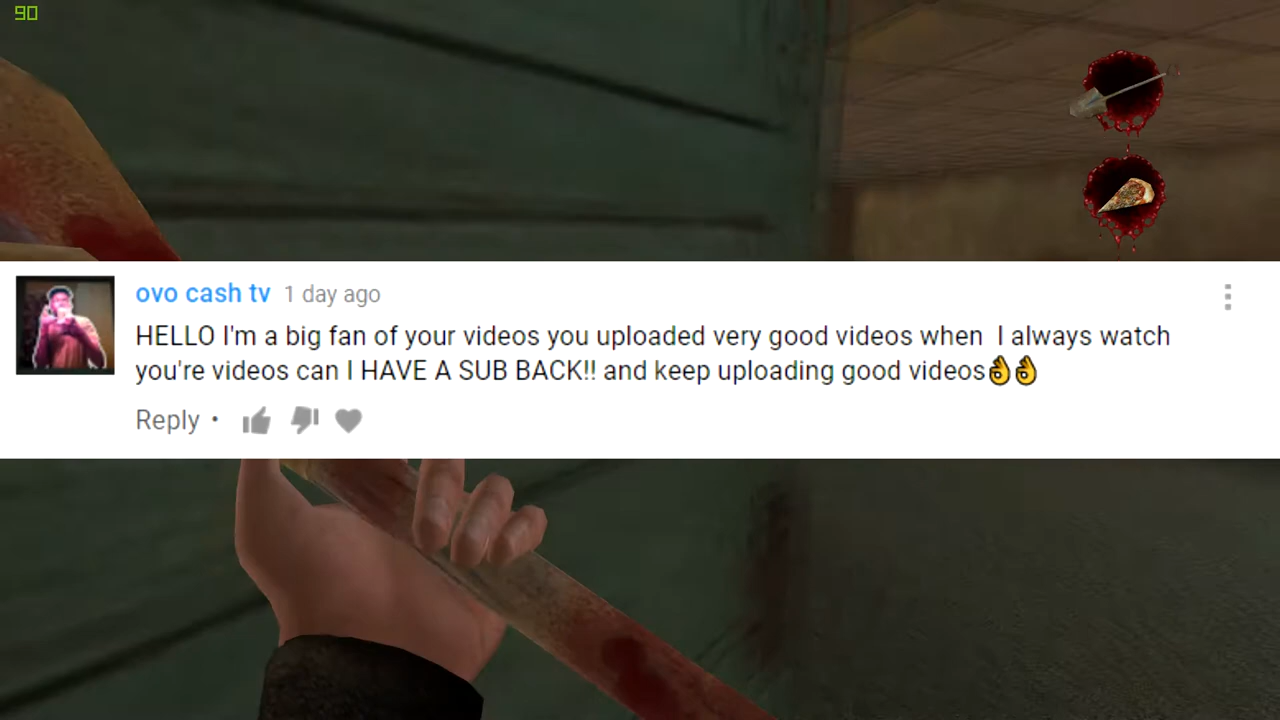 90
ovo cash tv 1 day ago
HELLO I'm a big fan of your videos you uploaded very good videos when  I always watch
you're videos can I HAVE A SUB BACK!! and keep uploading good videos👌👌
Reply •